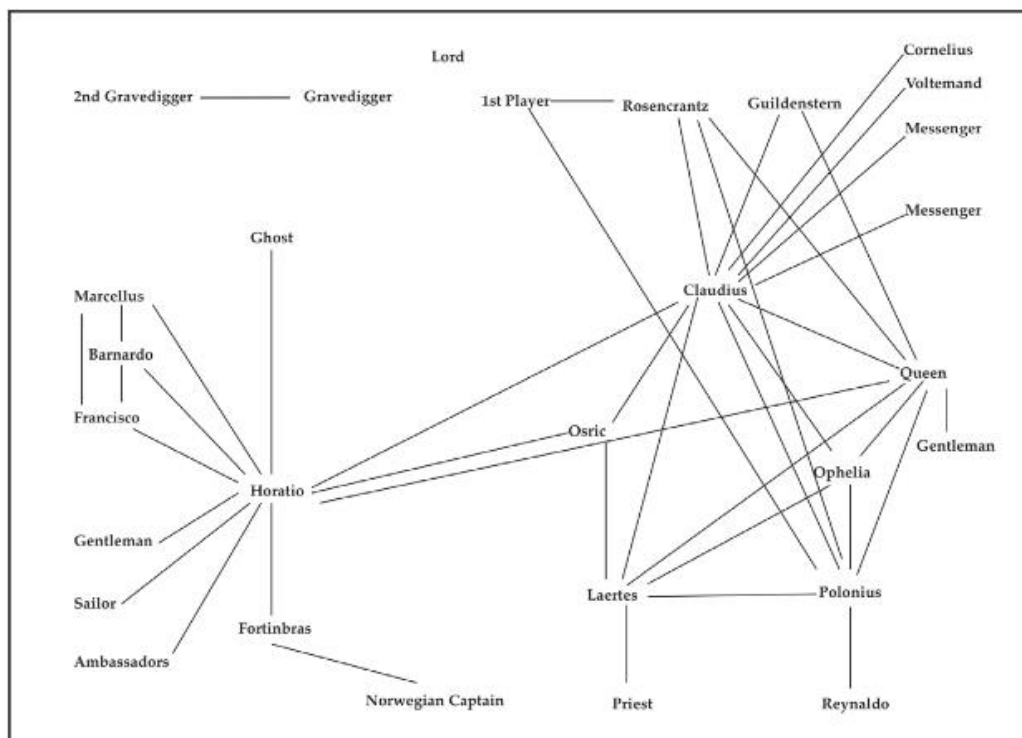 Lord
Cornelius
2nd Gravedigger
Gravedigger
1st Player
Rosencrantz
Guildenstern
Voltemand
Messenger
Messenger
Ghost
Claudius
Marcellus
Barnardo
Queen
Francisco
Osric
Gentleman
Horatio
Ophelia
Gentleman
Sailor
Laertes
Polonius
Fortinbras
Ambassadors
Norwegian Captain
Priest
Reynaldo